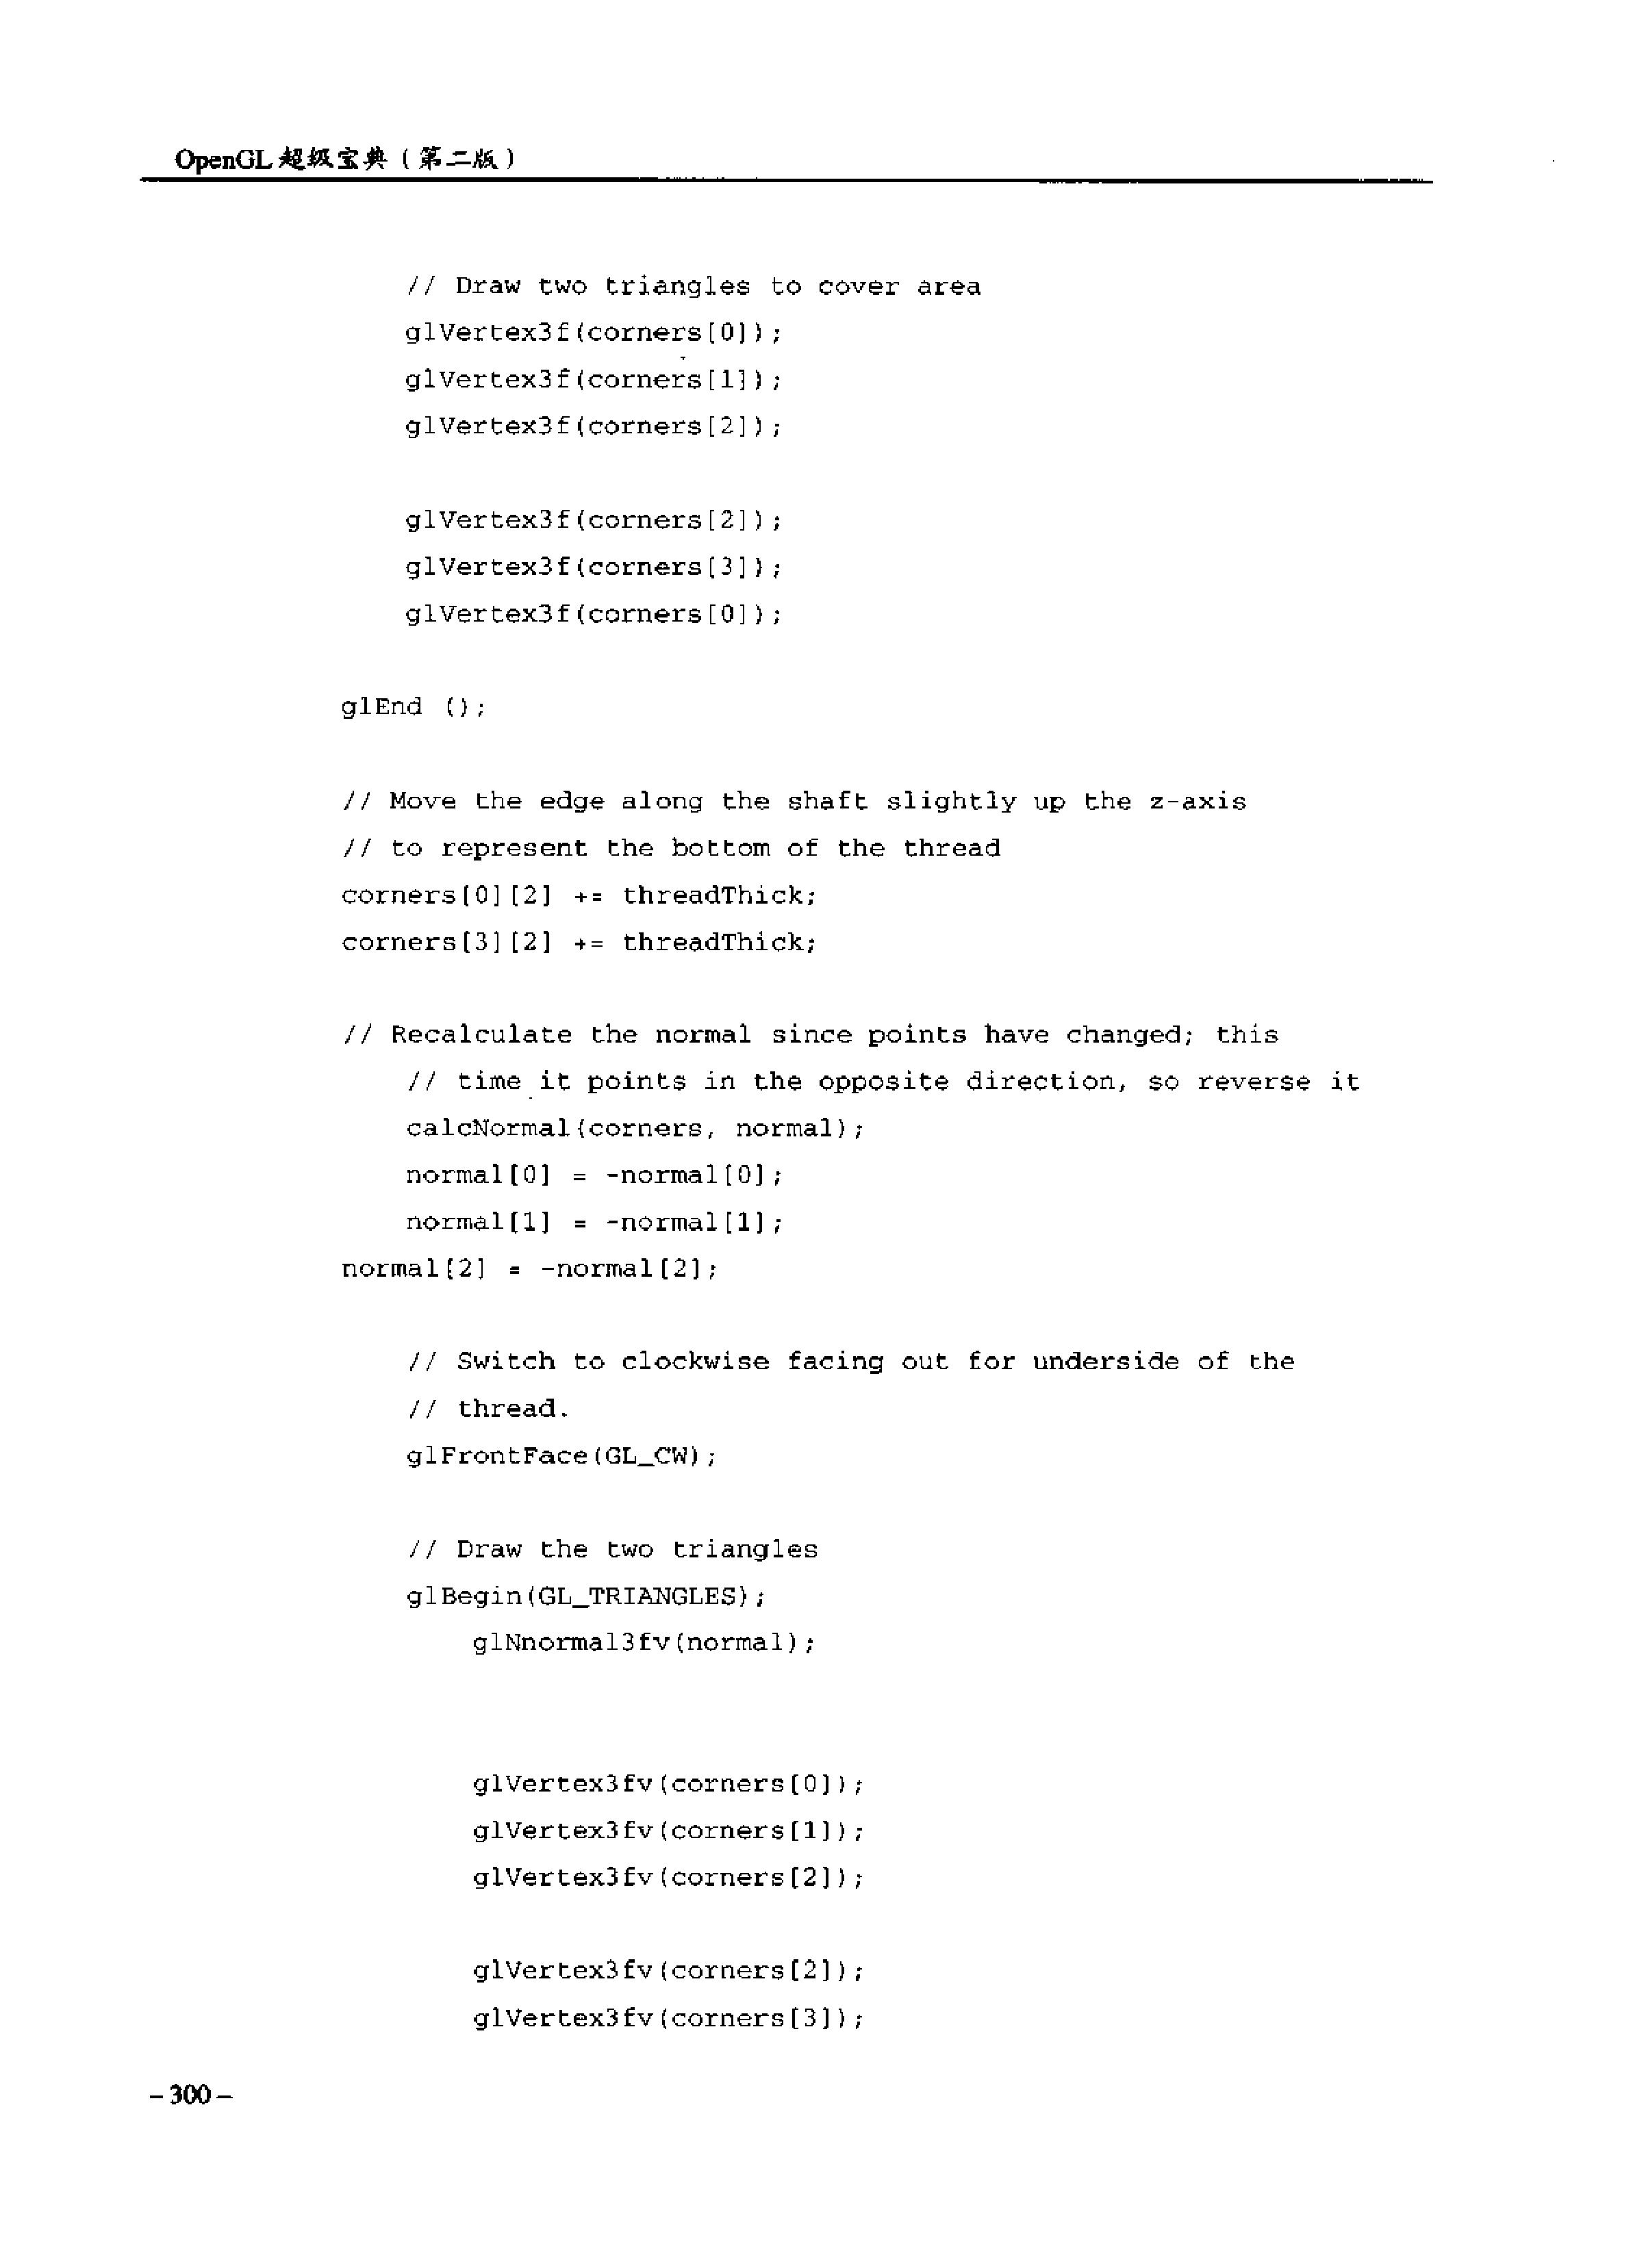 OpenGL超级宝典（第二版）
// Draw two triangles to cover area
glVertex3f(corners[0]);
glVertex3f(corners[1]);
glVertex3f(corners[2]);
glVertex3f(corners[2]);
glVertex3f(corners[3]);
glVertex3f(corners[0]);
glEnd ();
// Move the edge along the shaft slightly up the z-axis
// to represent the bottom of the thread
corners[0][2] += threadThick;
corners[3][2] += threadThick;
// Recalculate the normal since points have changed; this
// time it points in the opposite direction, so reverse it
calcNormal(corners, normal);
normal[0] = -normal[0];
normal[1] = -normal[1];
normal[2] = -normal[2];
// Switch to clockwise facing out for underside of the
// thread.
glFrontFace(GL_CW);
// Draw the two triangles
glBegin(GL_TRIANGLES);
glNnormal3fv(normal);
glVertex3fv(corners[0]);
glVertex3fv(corners[1]);
glVertex3fv(corners[2]);
glVertex3fv(corners[2]);
glVertex3fv(corners[3]);
-300-